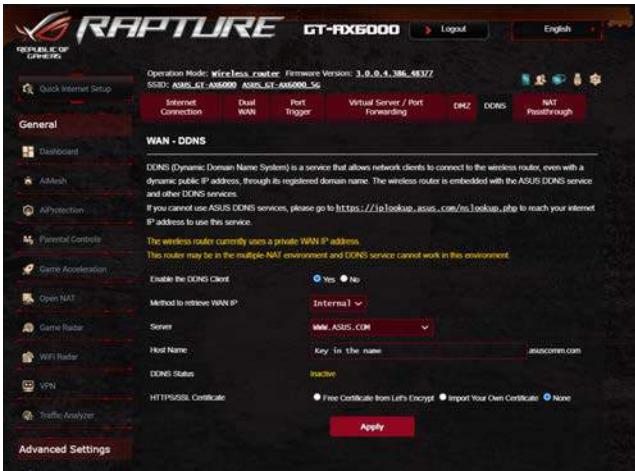 RAPTURE
GT-AX6000
Logout
English
REPUBLIC OF
GAMERS
Quick Internet Setup
General
Dashboard
AiMesh
AiProtection
Parental Controls
Game Acceleration
Open NAT
Game Radar
WiFi Radar
VPN
Traffic Analyzer
Advanced Settings
Operation Mode: Wireless router Firmware Version: 3.0.0.4.386_48377
SSID: ASUS_GT-AX6000 ASUS_GT-AX6000_5G
Internet
Connection
Dual
WAN
Port
Trigger
Virtual Server / Port
Forwarding
DMZ
DDNS
NAT
Passthrough
WAN - DDNS
DDNS (Dynamic Domain Name System) is a service that allows network clients to connect to the wireless router, even with a
dynamic public IP address, through its registered domain name. The wireless router is embedded with the ASUS DDNS service
and other DDNS services.
If you cannot use ASUS DDNS services, please go to https://iplookup.asus.com/nslookup.php to reach your internet
IP address to use this service.
The wireless router currently uses a private WAN IP address.
This router may be in the multiple-NAT environment and DDNS service cannot work in this environment.
Enable the DDNS Client Yes No
Method to retrieve WAN IP Internal
Server WWW.ASUS.COM
Host Name Key in the name .asuscomm.com
DDNS Status Inactive
HTTPS/SSL Certificate Free Certificate from Let's Encrypt Import Your Own Certificate None
Apply